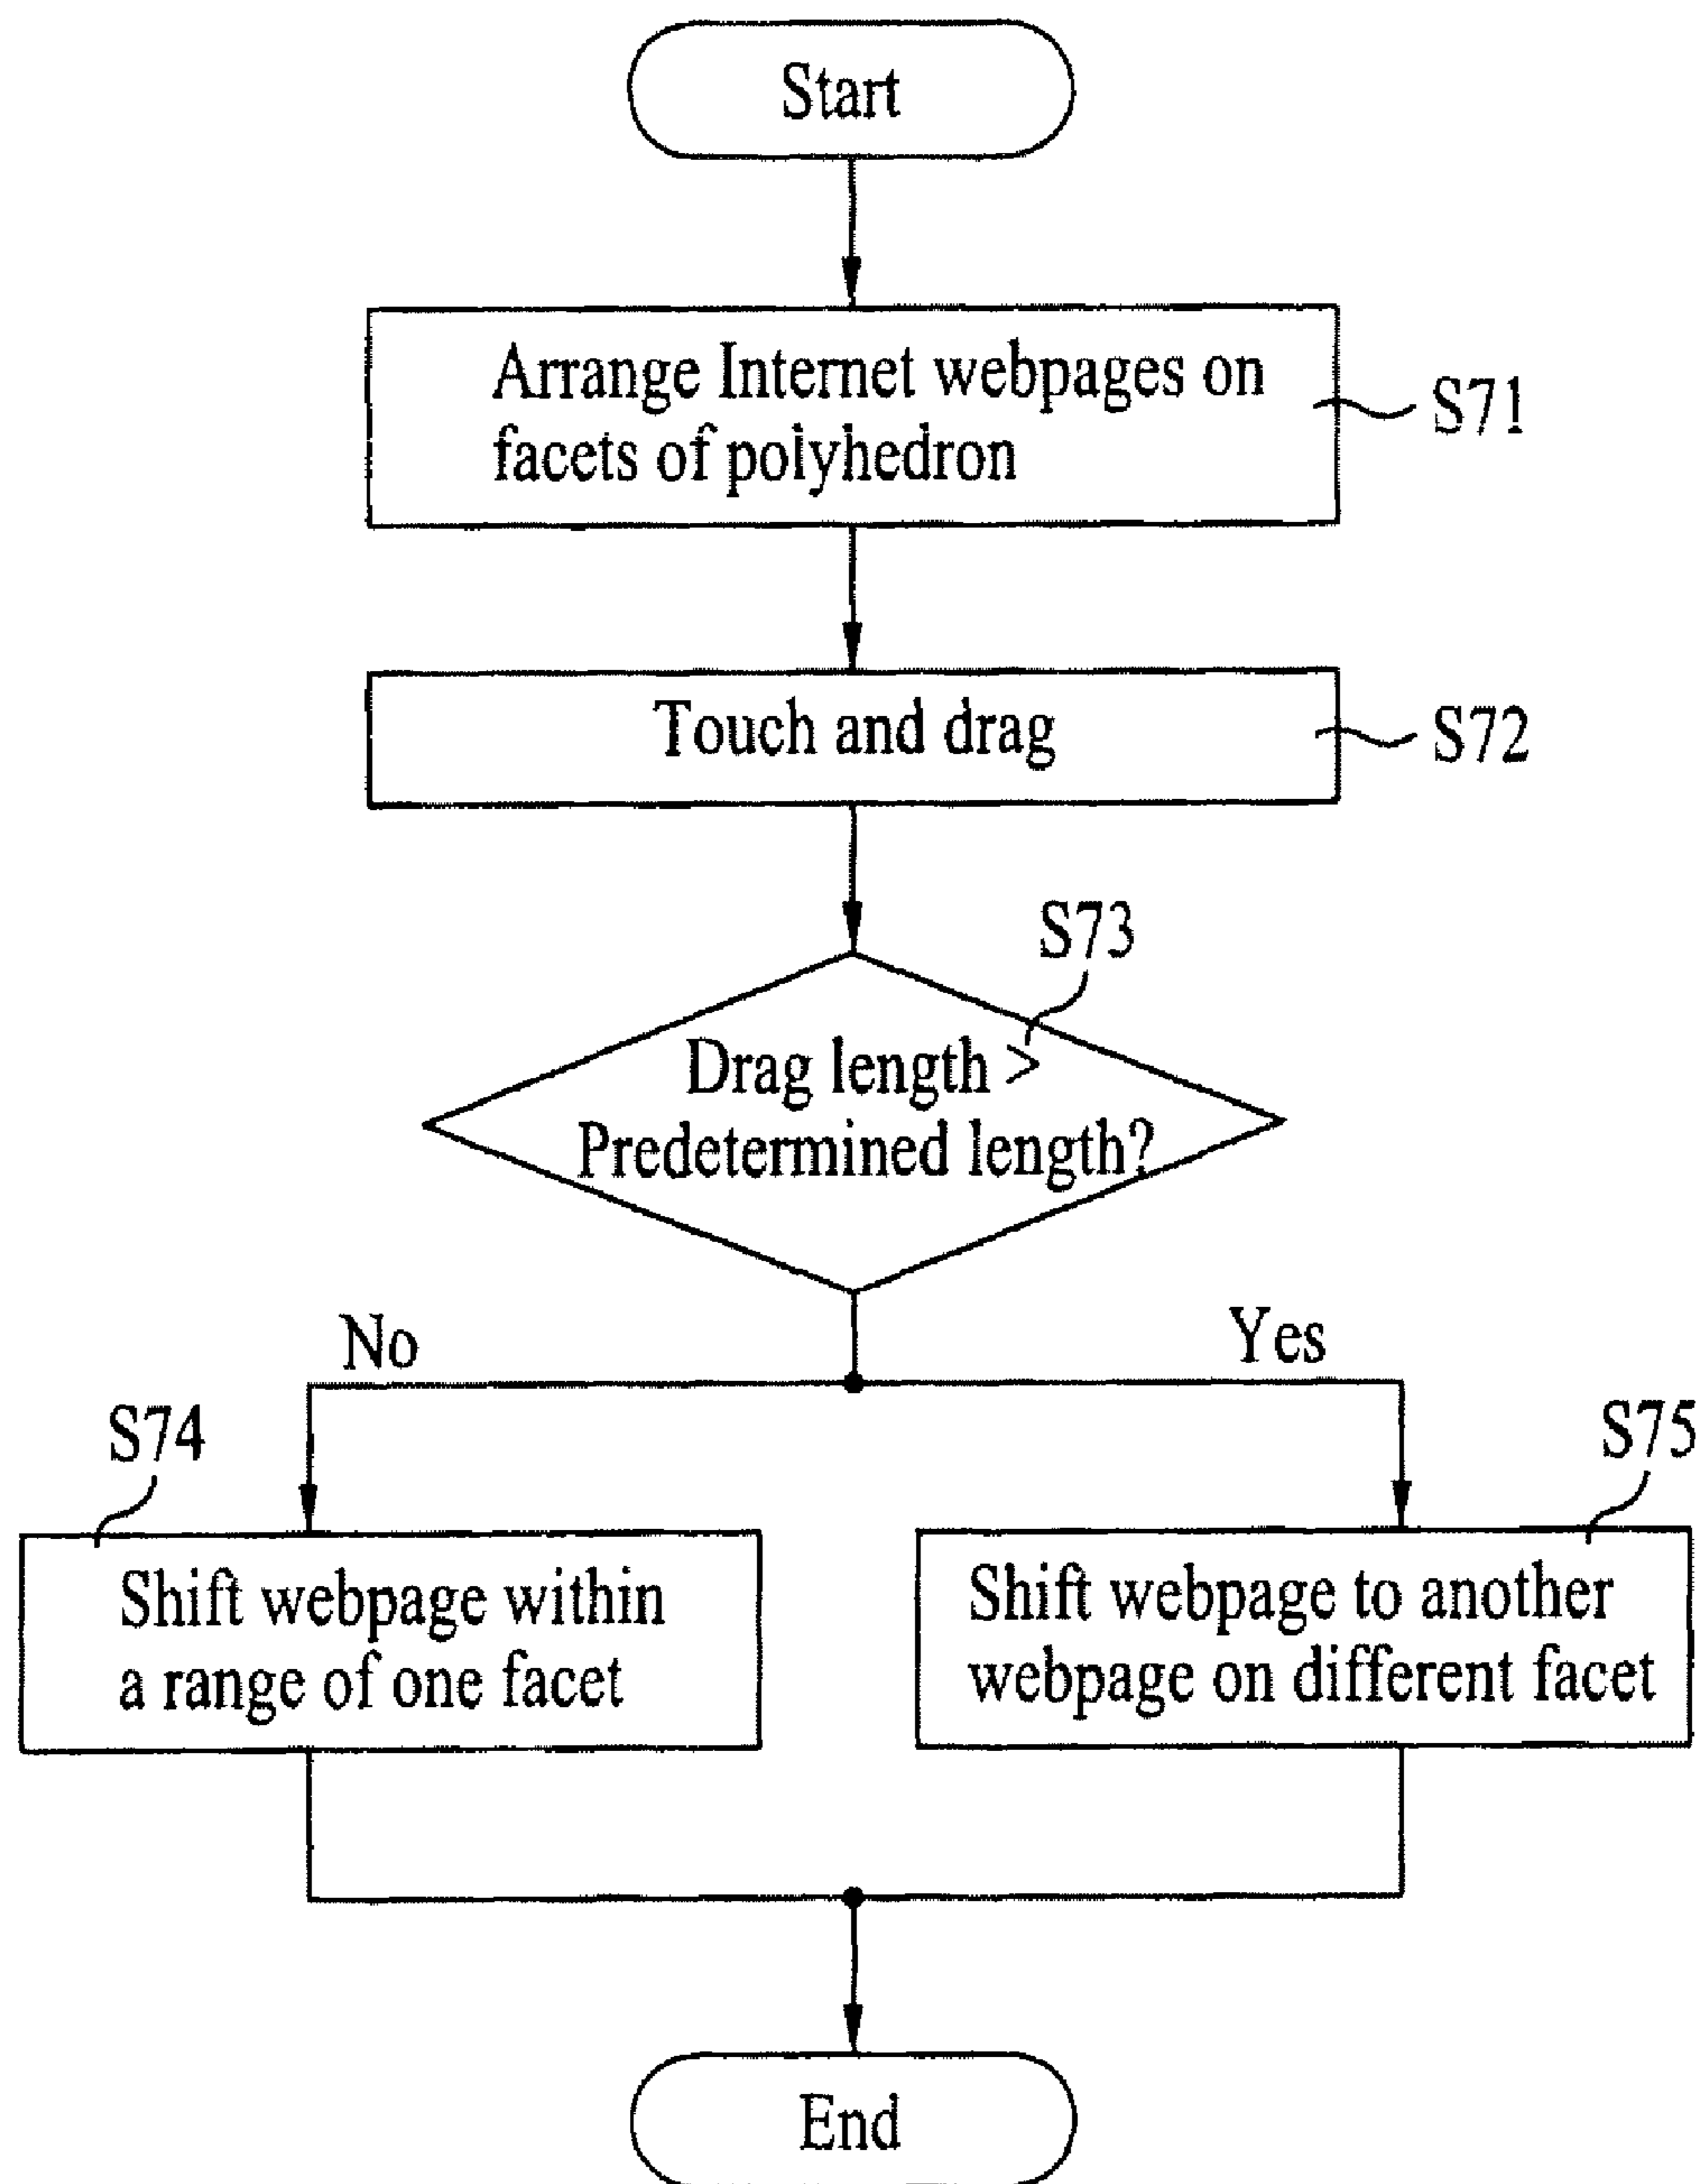 Start
Arrange Internet webpages on
facets of polyhedron
S71
Touch and drag
S72
S73
Drag length >
Predetermined length?
No
Yes
S74
S75
Shift webpage within
a range of one facet
Shift webpage to another
webpage on different facet
End